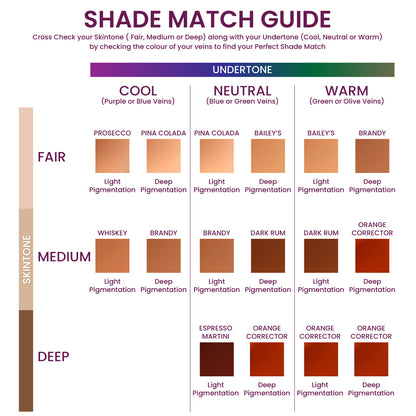 SHADE MATCH GUIDE
Cross Check your Skintone ( Fair, Medium or Deep) along with your Undertone (Cool, Neutral or Warm)
by checking the colour of your veins to find your Perfect Shade Match
UNDERTONE
COOL
(Purple or Blue Veins)
NEUTRAL
(Blue or Green Veins)
WARM
(Green or Olive Veins)
SKINTONE
FAIR
PROSECCO
Light
Pigmentation
PINA COLADA
Deep
Pigmentation
PINA COLADA
Light
Pigmentation
BAILEY'S
Deep
Pigmentation
BAILEY'S
Light
Pigmentation
BRANDY
Deep
Pigmentation
MEDIUM
WHISKEY
Light
Pigmentation
BRANDY
Deep
Pigmentation
BRANDY
Light
Pigmentation
DARK RUM
Deep
Pigmentation
DARK RUM
Light
Pigmentation
ORANGE
CORRECTOR
Deep
Pigmentation
DEEP
ESPRESSO
MARTINI
Light
Pigmentation
ORANGE
CORRECTOR
Deep
Pigmentation
ORANGE
CORRECTOR
Light
Pigmentation
ORANGE
CORRECTOR
Deep
Pigmentation